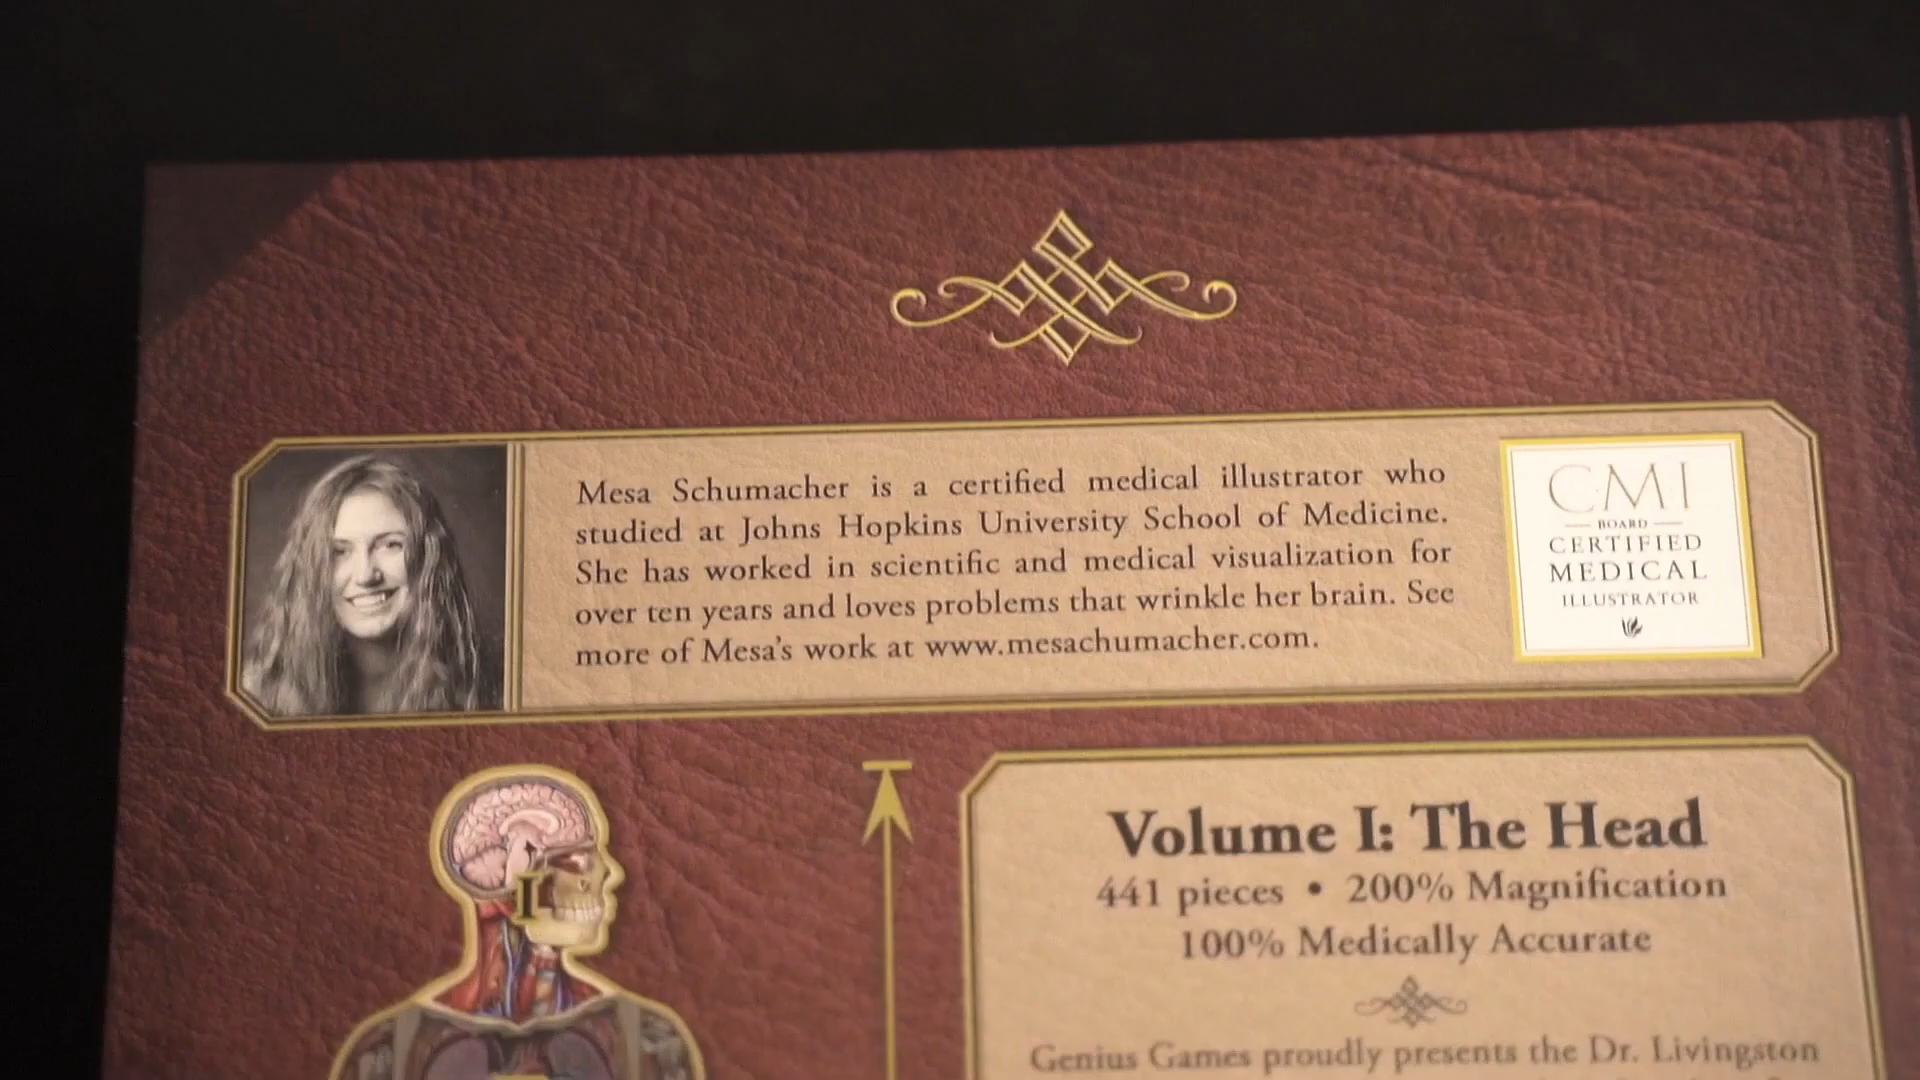 Mesa Schumacher is a certified medical illustrator who
studied at Johns Hopkins University School of Medicine.
She has worked in scientific and medical visualization for
over ten years and loves problems that wrinkle her brain. See
more of Mesa's work at www.mesachumacher.com.
CMI
BOARD
CERTIFIED
MEDICAL
ILLUSTRATOR
I
Volume I: The Head
441 pieces • 200% Magnification
100% Medically Accurate
Genius Games proudly presents the Dr. Livingston